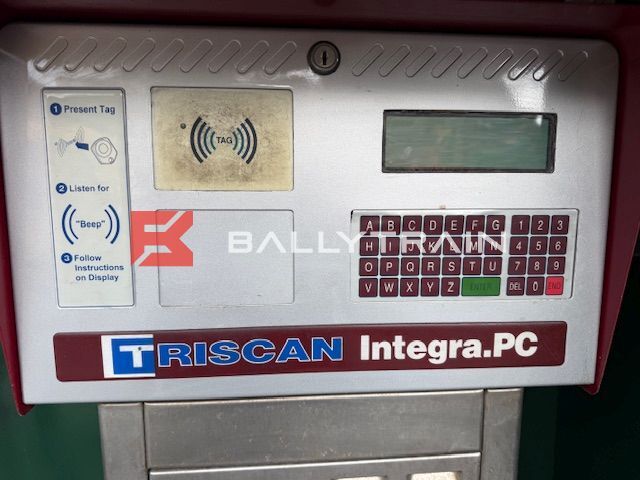 1 Present Tag
2 Listen for
"Beep"
3 Follow
Instructions
on Display
TAG
BALLYTRAIN
A B C D E F G 1 2 3
H I J K L M N 4 5 6
O P Q R S T U 7 8 9
V W X Y Z ENTER DEL 0 END
TRISCAN Integra.PC